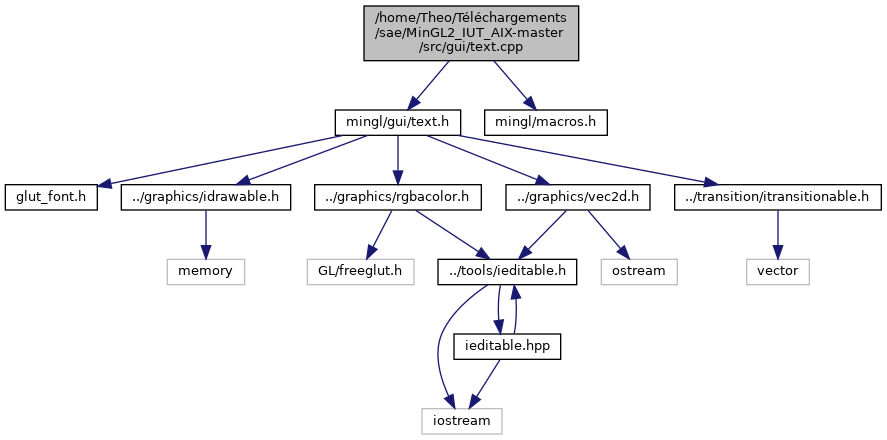 /home/Theo/Téléchargements
/sae/MinGL2_IUT_AIX-master
/src/gui/text.cpp
mingl/gui/text.h
mingl/macros.h
glut_font.h
../graphics/idrawable.h
../graphics/rgbacolor.h
../graphics/vec2d.h
../transition/itransitionable.h
memory
GL/freeglut.h
../tools/ieditable.h
ostream
vector
ieditable.hpp
iostream